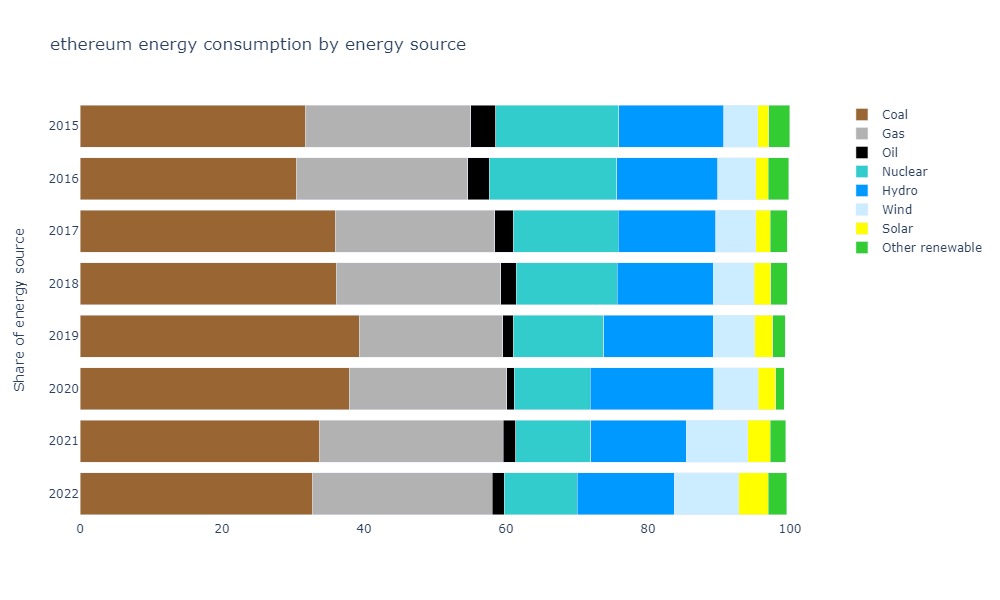 ethereum energy consumption by energy source
Share of energy source
2015
2016
2017
2018
2019
2020
2021
2022
0 20 40 60 80 100
Coal
Gas
Oil
Nuclear
Hydro
Wind
Solar
Other renewable